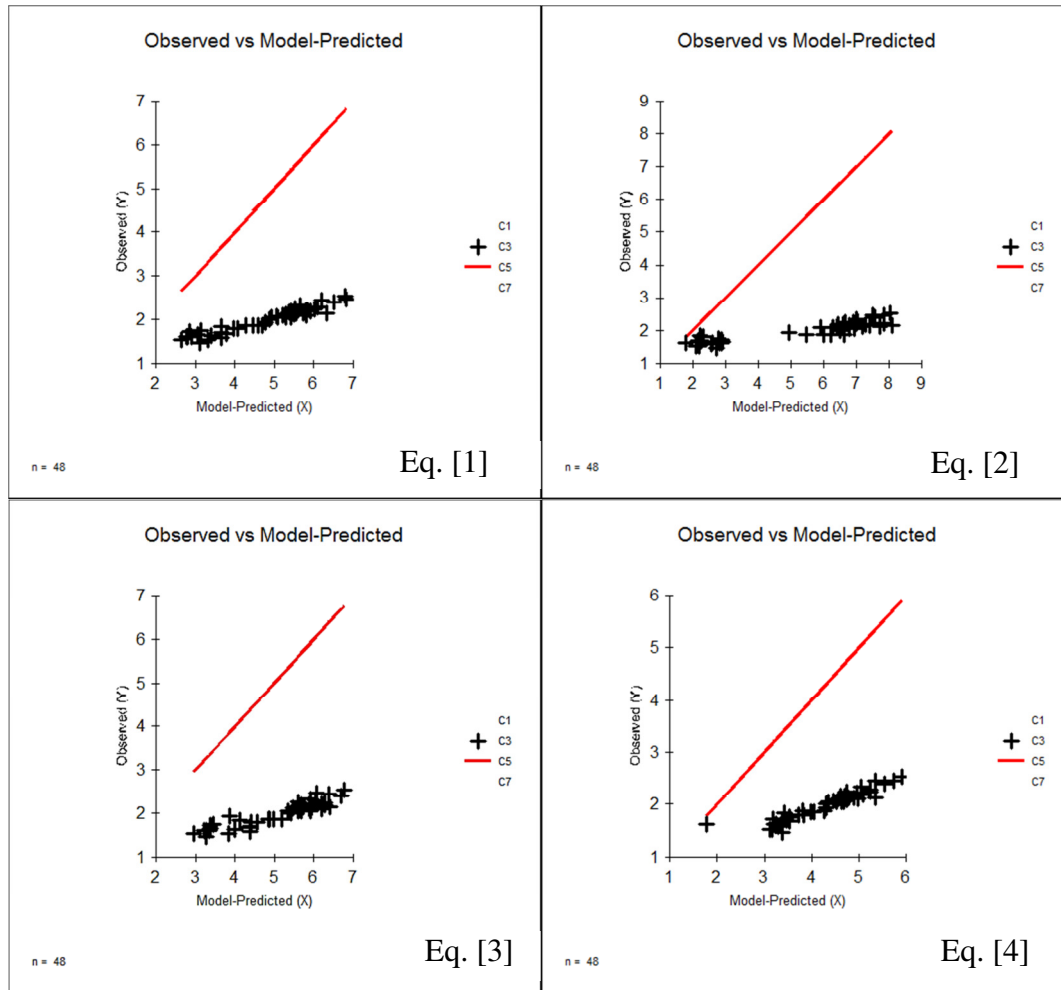 Observed vs Model-Predicted
7
6
5
4
3
2
1
Observed (Y)
2 3 4 5 6 7
Model-Predicted (X)
C1
C3
C5
C7
n = 48
Eq. [1]
Observed vs Model-Predicted
9
8
7
6
5
4
3
2
1
Observed (Y)
1 2 3 4 5 6 7 8 9
Model-Predicted (X)
C1
C3
C5
C7
n = 48
Eq. [2]
Observed vs Model-Predicted
7
6
5
4
3
2
1
Observed (Y)
2 3 4 5 6 7
Model-Predicted (X)
C1
C3
C5
C7
n = 48
Eq. [3]
Observed vs Model-Predicted
6
5
4
3
2
1
Observed (Y)
1 2 3 4 5 6
Model-Predicted (X)
C1
C3
C5
C7
n = 48
Eq. [4]